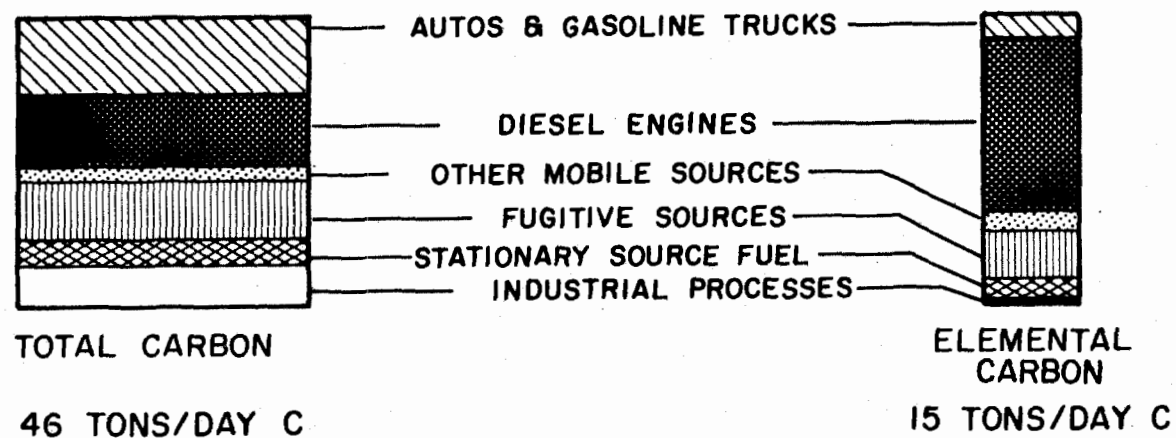 AUTOS & GASOLINE TRUCKS
DIESEL ENGINES
OTHER MOBILE SOURCES
FUGITIVE SOURCES
STATIONARY SOURCE FUEL
INDUSTRIAL PROCESSES
TOTAL CARBON
46 TONS/DAY C
ELEMENTAL
CARBON
15 TONS/DAY C